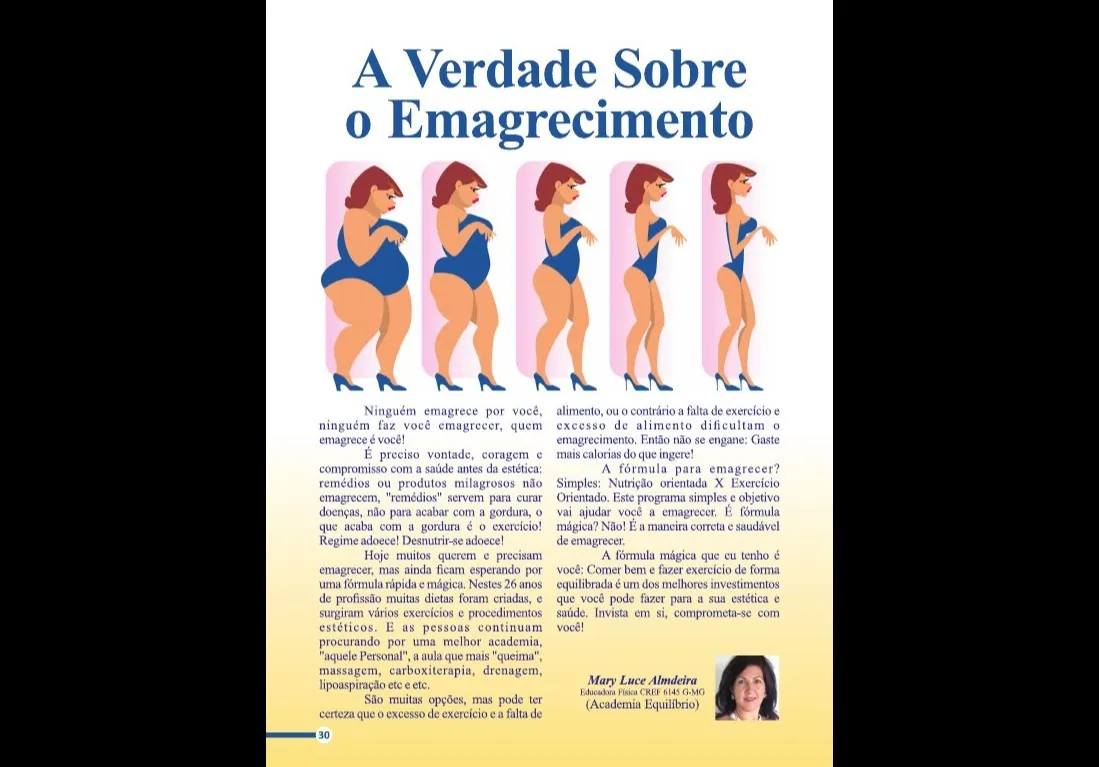 A Verdade Sobre
o Emagrecimento
Ninguém emagrece por você,
ninguém faz você emagrecer, quem
emagrece é você!
É preciso vontade, coragem e
compromisso com a saúde antes da estética:
remédios ou produtos milagrosos não
emagrecem, "remédios" servem para curar
doenças, não para acabar com a gordura, o
que acaba com a gordura é o exercício!
Regime adoece! Desnutrir-se adoece!
Hoje muitos querem e precisam
emagrecer, mas ainda ficam esperando por
uma fórmula rápida e mágica. Nestes 26 anos
de profissão muitas dietas foram criadas, e
surgiram vários exercícios e procedimentos
estéticos. E as pessoas continuam
procurando por uma melhor academia,
"aquele Personal", a aula que mais "queima",
massagem, carboxiterapia, drenagem,
lipoaspiração etc e etc.
São muitas opções, mas pode ter
certeza que o excesso de exercício e a falta de
alimento, ou o contrário a falta de exercício e
excesso de alimento dificultam o
emagrecimento. Então não se engane: Gaste
mais calorias do que ingere!
A fórmula para emagrecer?
Simples: Nutrição orientada X Exercício
Orientado. Este programa simples e objetivo
vai ajudar você a emagrecer. É fórmula
mágica? Não! É a maneira correta e saudável
de emagrecer.
A fórmula mágica que eu tenho é
você: Comer bem e fazer exercício de forma
equilibrada é um dos melhores investimentos
que você pode fazer para a sua estética e
saúde. Invista em si, comprometa-se com
você!
Mary Luce Almdeira
Educadora Física CREF 6145 G-MG
(Academia Equilíbrio)
30